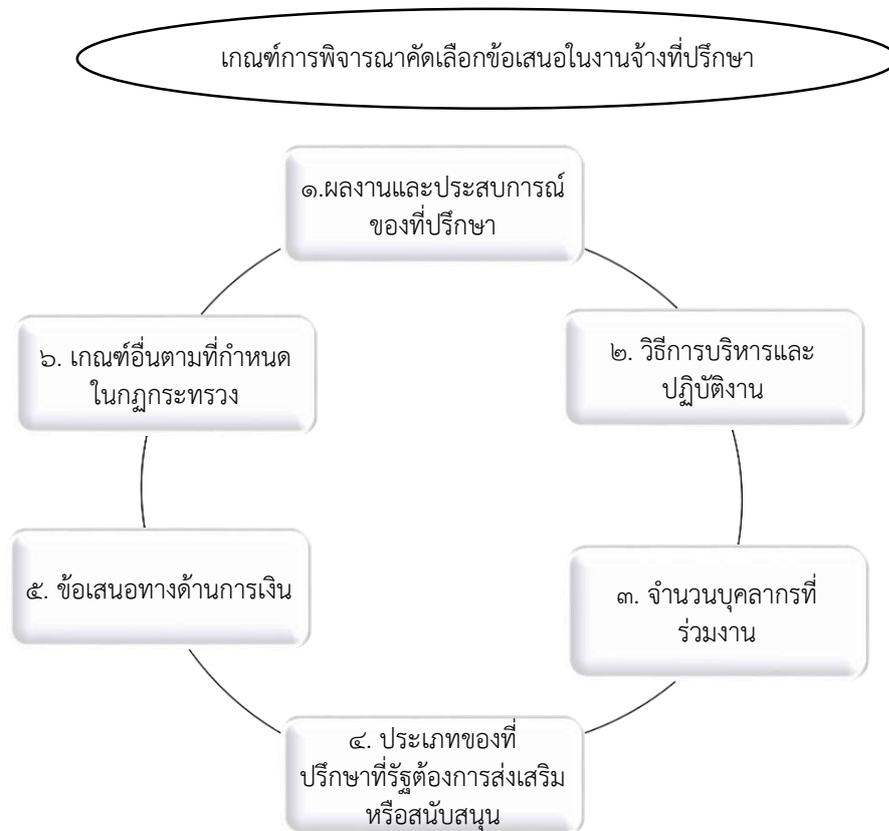 เกณฑ์การพิจารณาคัดเลือกข้อเสนอในงานจ้างที่ปรึกษา
๑.ผลงานและประสบการณ์
ของที่ปรึกษา
๒. วิธีการบริหารและ
ปฏิบัติงาน
๓. จำนวนบุคลากรที่
ร่วมงาน
๔. ประเภทของที่
ปรึกษาที่รัฐต้องการส่งเสริม
หรือสนับสนุน
๕. ข้อเสนอทางด้านการเงิน
๖. เกณฑ์อื่นตามที่กำหนด
ในกฎกระทรวง